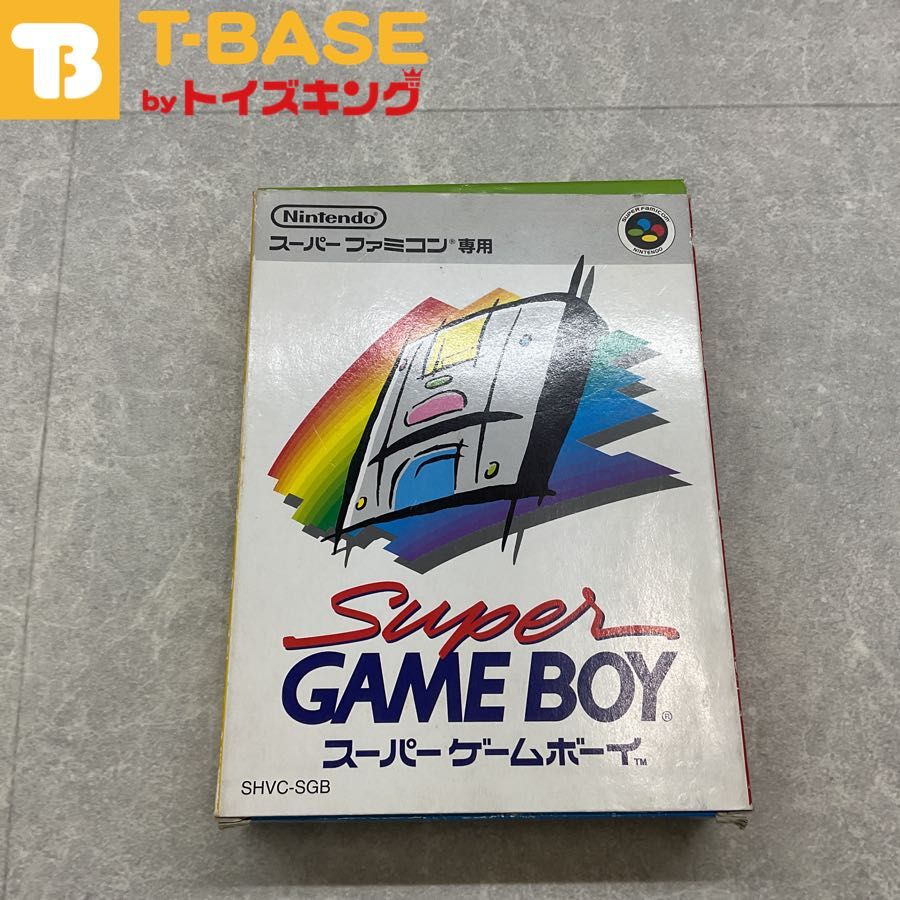 TB
T-BASE
by トイズキング
Nintendo
スーパーファミコン®専用
SUPER FAMICOM
NINTENDO
Super
GAME BOY®
スーパーゲームボーイ™
SHVC-SGB